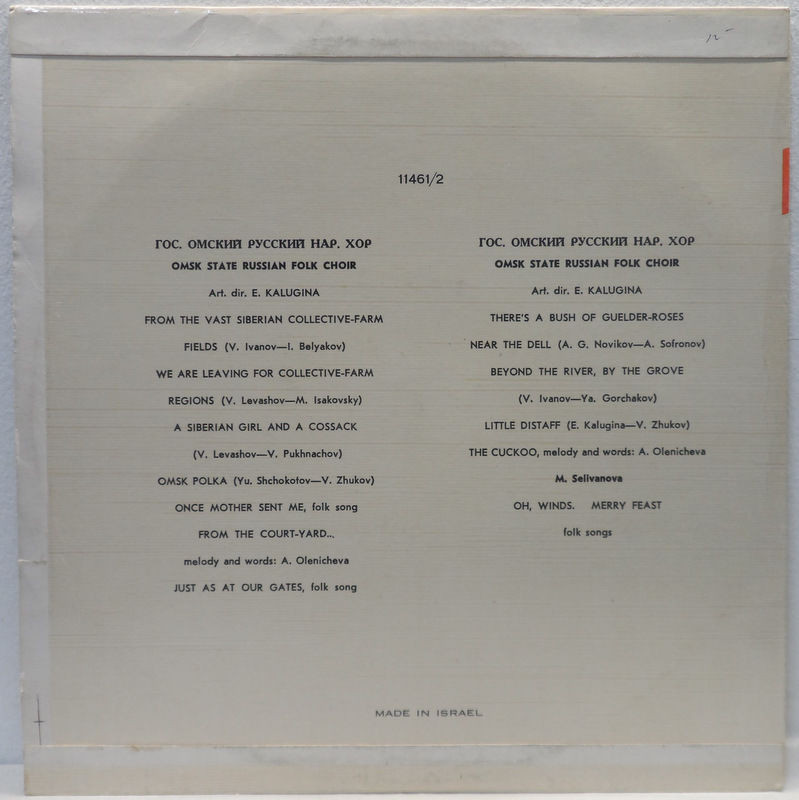 11461/2
ГОС. ОМСКИЙ РУССКИЙ НАР. ХОР
OMSK STATE RUSSIAN FOLK CHOIR
Art. dir. E. KALUGINA
FROM THE VAST SIBERIAN COLLECTIVE-FARM
FIELDS (V. Ivanov—I. Belyakov)
WE ARE LEAVING FOR COLLECTIVE-FARM
REGIONS (V. Levashov—M. Isakovsky)
A SIBERIAN GIRL AND A COSSACK
(V. Levashov—V. Pukhnachov)
OMSK POLKA (Yu. Shchokotov—V. Zhukov)
ONCE MOTHER SENT ME, folk song
FROM THE COURT-YARD...
melody and words: A. Olenicheva
JUST AS AT OUR GATES, folk song
ГОС. ОМСКИЙ РУССКИЙ НАР. ХОР
OMSK STATE RUSSIAN FOLK CHOIR
Art. dir. E. KALUGINA
THERE'S A BUSH OF GUELDER-ROSES
NEAR THE DELL (A. G. Novikov—A. Sofronov)
BEYOND THE RIVER, BY THE GROVE
(V. Ivanov—Ya. Gorchakov)
LITTLE DISTAFF (E. Kalugina—V. Zhukov)
THE CUCKOO, melody and words: A. Olenicheva
M. Selivanova
OH, WINDS. MERRY FEAST
folk songs
MADE IN ISRAEL